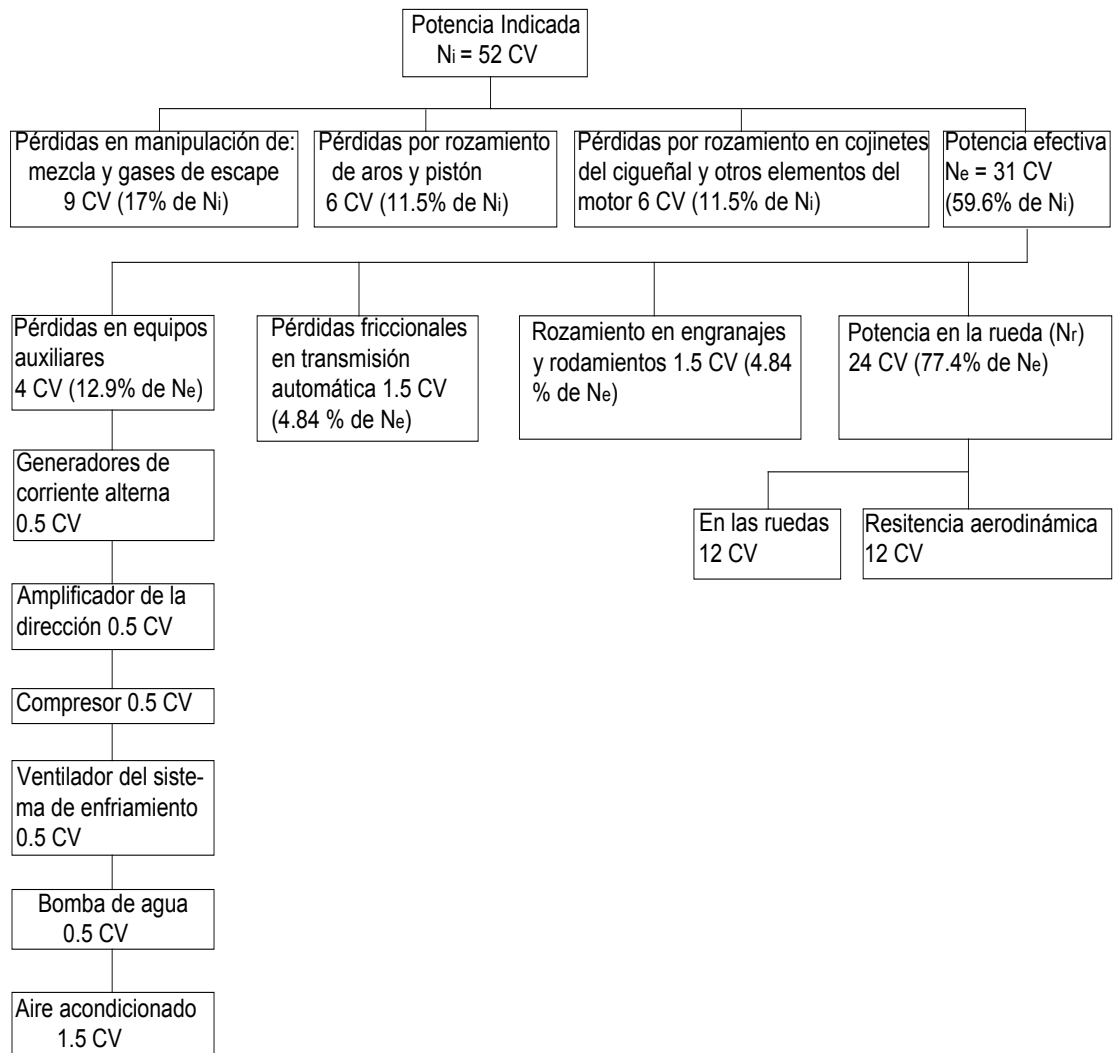 Potencia Indicada
Ni = 52 CV
Pérdidas en manipulación de:
mezcla y gases de escape
9 CV (17% de Ni)
Pérdidas por rozamiento
de aros y pistón
6 CV (11.5% de Ni)
Pérdidas por rozamiento en cojinetes
del cigueñal y otros elementos del
motor 6 CV (11.5% de Ni)
Potencia efectiva
Ne = 31 CV
(59.6% de Ni)
Pérdidas en equipos
auxiliares
4 CV (12.9% de Ne)
Pérdidas friccionales
en transmisión
automática 1.5 CV
(4.84 % de Ne)
Rozamiento en engranajes
y rodamientos 1.5 CV (4.84
% de Ne)
Potencia en la rueda (Nr)
24 CV (77.4% de Ne)
Generadores de
corriente alterna
0.5 CV
En las ruedas
12 CV
Resitencia aerodinámica
12 CV
Amplificador de la
dirección 0.5 CV
Compresor 0.5 CV
Ventilador del siste-
ma de enfriamiento
0.5 CV
Bomba de agua
0.5 CV
Aire acondicionado
1.5 CV